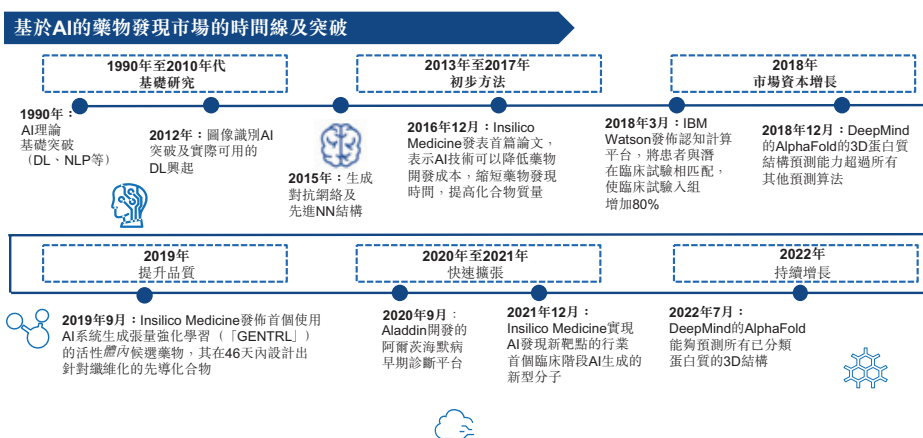 基於AI的藥物發現市場的時間線及突破
1990年至2010年代
基礎研究
2013年至2017年
初步方法
2018年
市場資本增長
1990年：
AI理論
基礎突破
（DL、NLP等）
2012年：圖像識別AI
突破及實際可用的
DL興起
2015年：生成
對抗網絡及
先進NN結構
2016年12月：Insilico
Medicine發表首篇論文，
表示AI技術可以降低藥物
開發成本，縮短藥物發現
時間，提高化合物質量
2018年3月：IBM
Watson發佈認知計算
平台，將患者與潛
在臨床試驗相匹配，
使臨床試驗入組
增加80%
2018年12月：DeepMind
的AlphaFold的3D蛋白質
結構預測能力超過所有
其他預測算法
2019年
提升品質
2020年至2021年
快速擴張
2022年
持續增長
2019年9月：Insilico Medicine發佈首個使用
AI系統生成張量強化學習（「GENTRL」）
的活性體內候選藥物，其在46天內設計出
針對纖維化的先導化合物
2020年9月：
Aladdin開發的
阿爾茨海默病
早期診斷平台
2021年12月：
Insilico Medicine實現
AI發現新靶點的行業
首個臨床階段AI生成的
新型分子
2022年7月：
DeepMind的AlphaFold
能夠預測所有已分類
蛋白質的3D結構